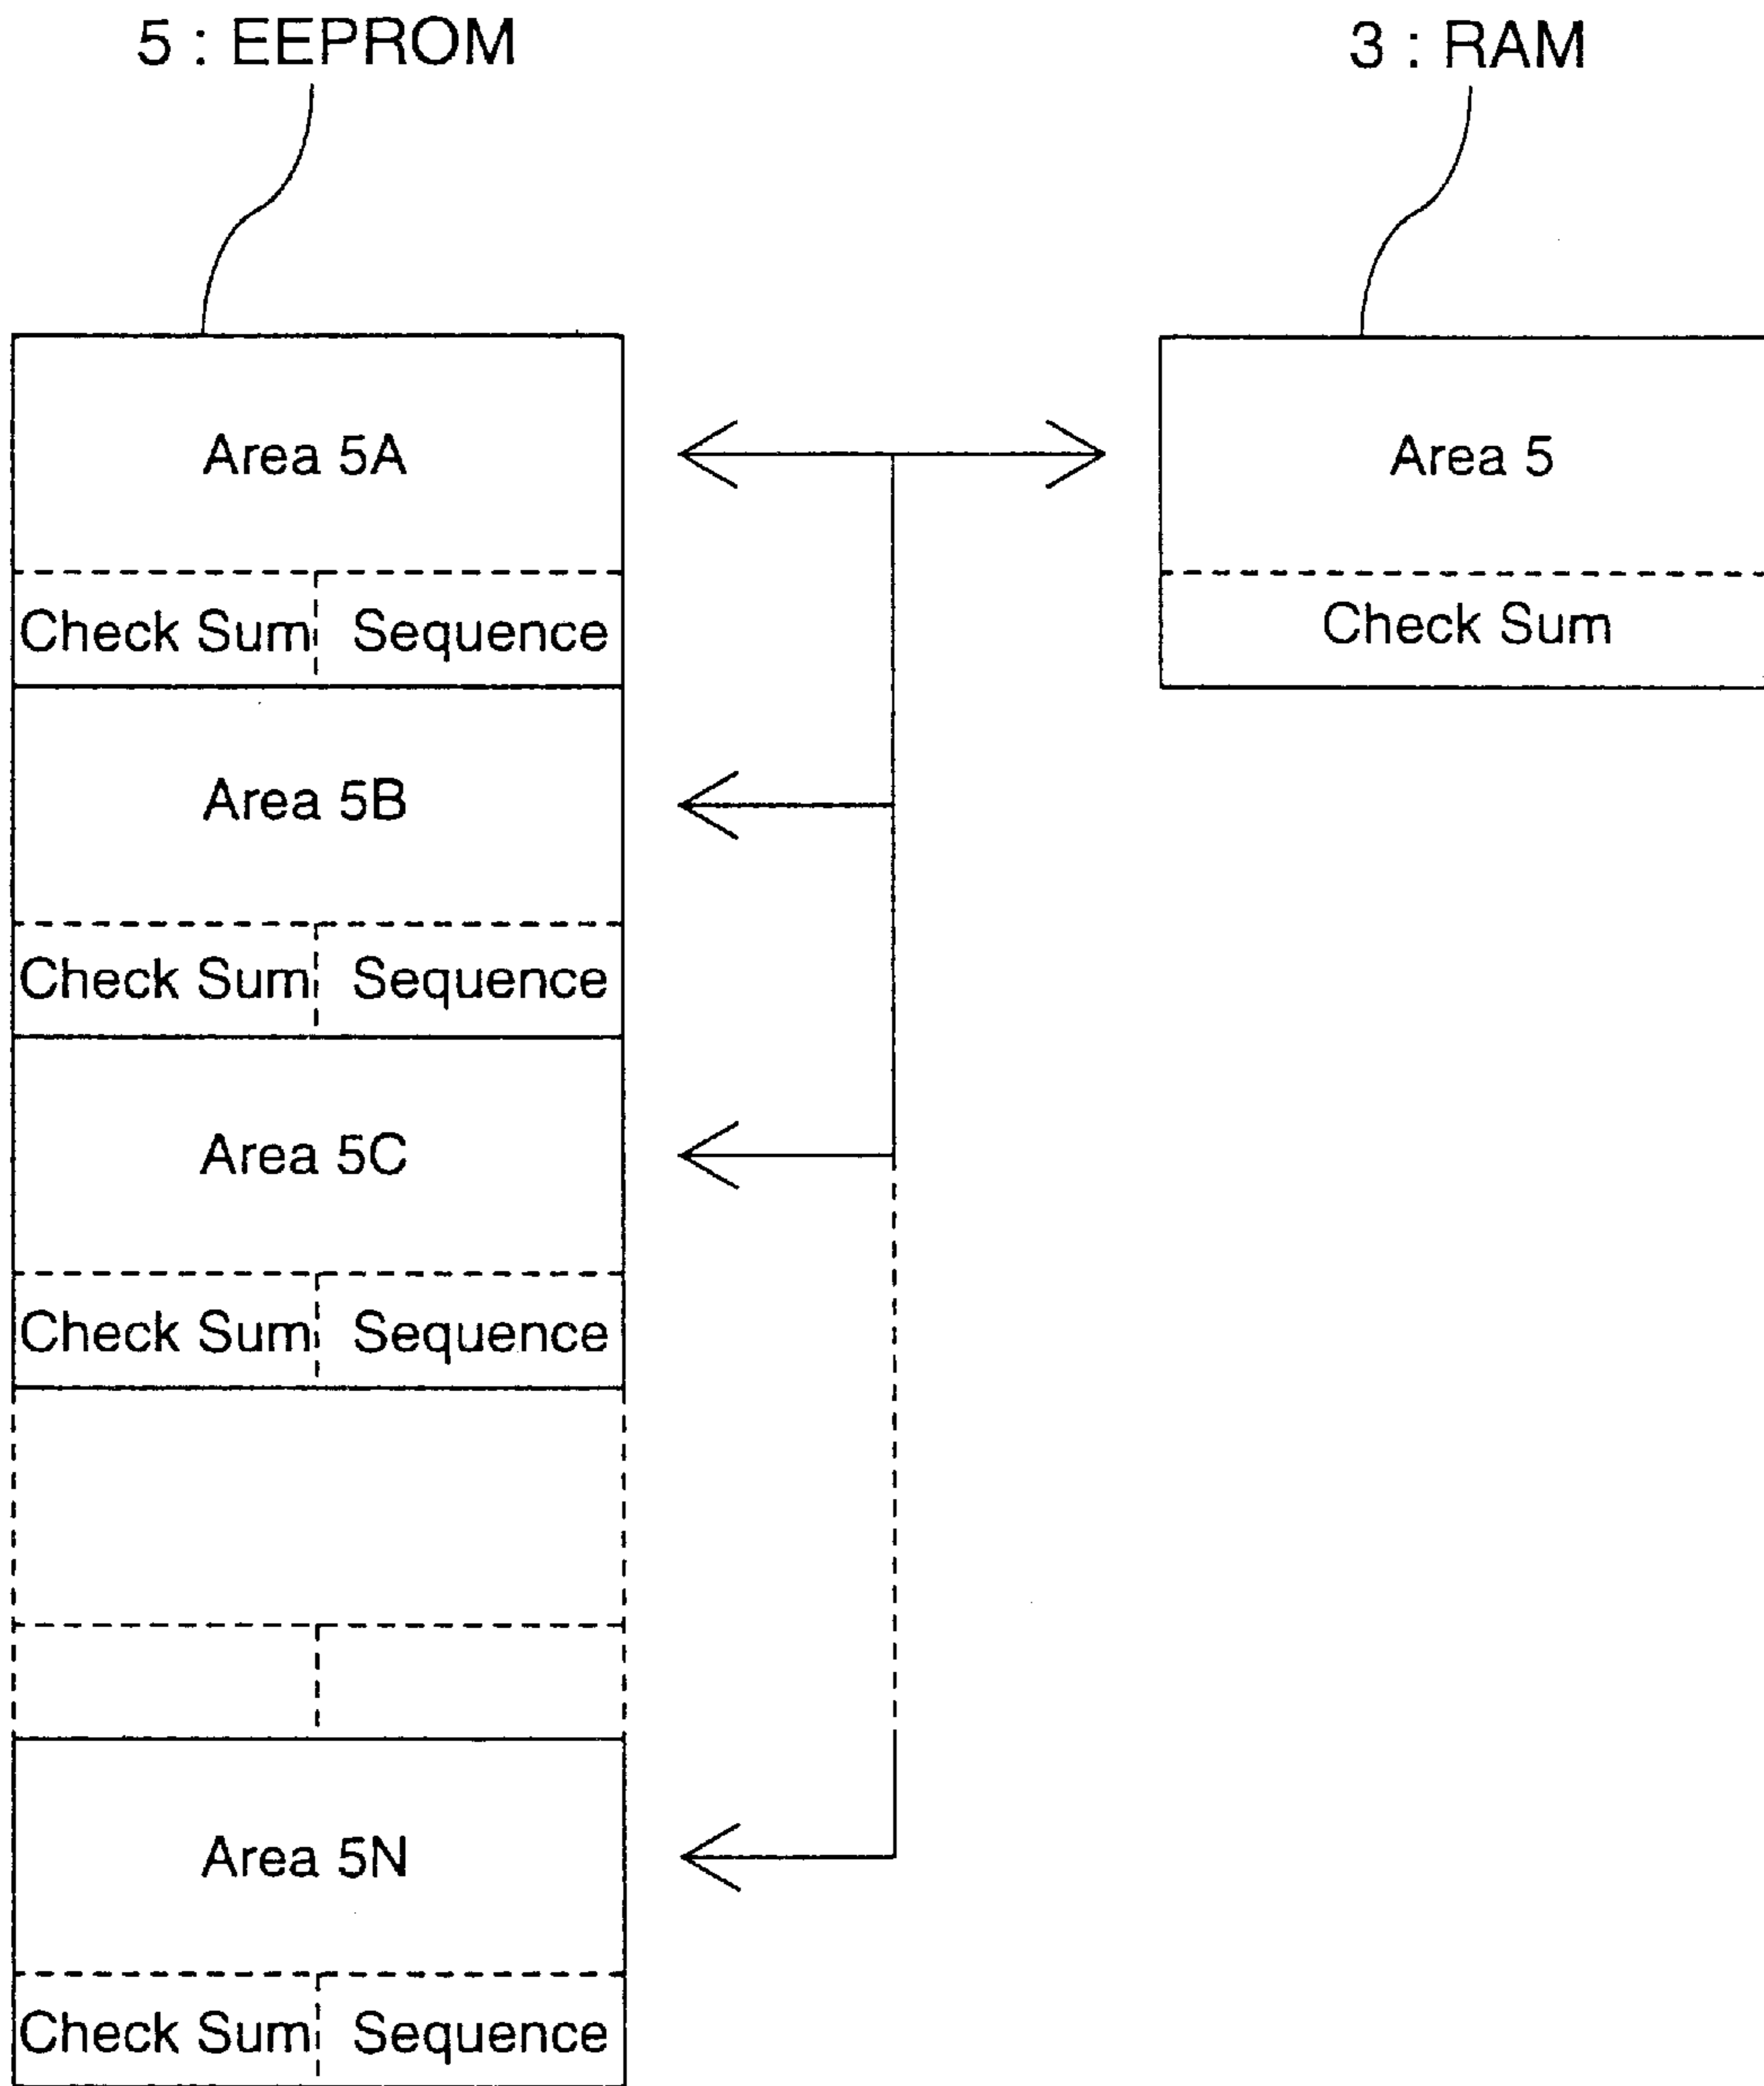 5 : EEPROM
3 : RAM
Area 5A
Area 5
Check Sum
Sequence
Check Sum
Area 5B
Check Sum
Sequence
Area 5C
Check Sum
Sequence
Area 5N
Check Sum
Sequence